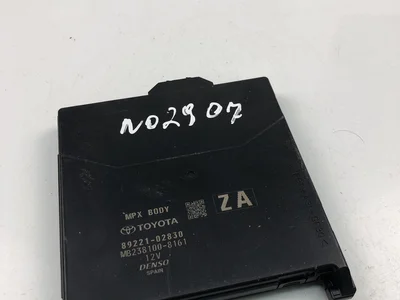 NO2907
MPX BODY
TOYOTA
ZA
89221-02830
MB238100-8161
12V
DENSO
SPAIN